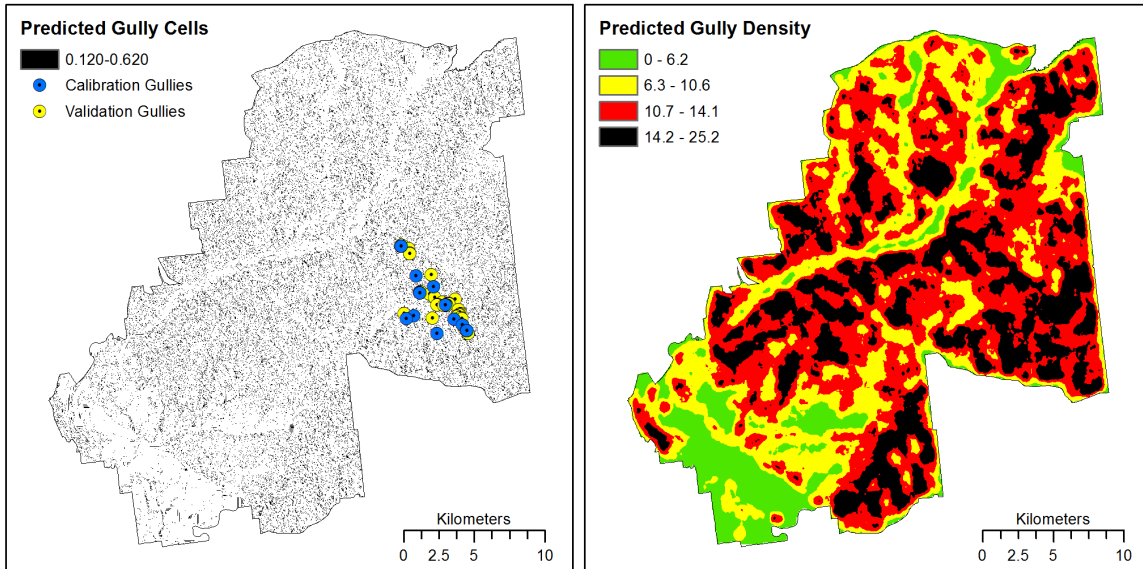 Predicted Gully Cells
0.120-0.620
Calibration Gullies
Validation Gullies
Kilometers
0 2.5 5 10
Predicted Gully Density
0 - 6.2
6.3 - 10.6
10.7 - 14.1
14.2 - 25.2
Kilometers
0 2.5 5 10